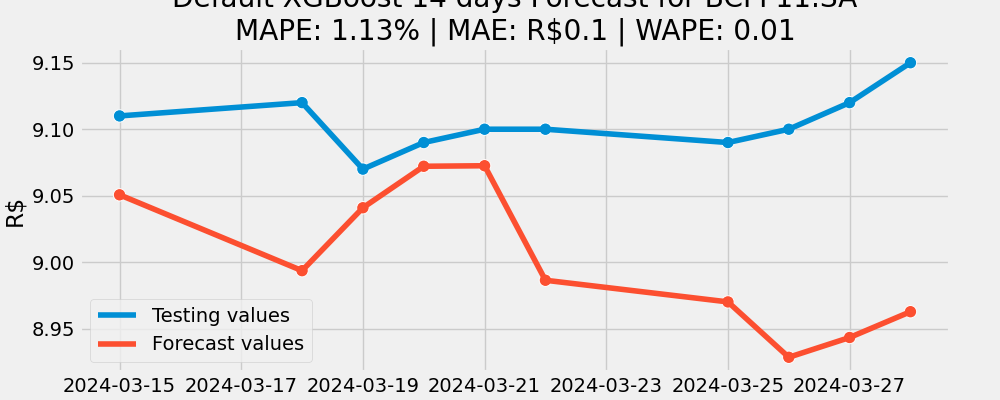 Default XGBoost 14 days Forecast for BCFF11.SA
MAPE: 1.13% | MAE: R$0.1 | WAPE: 0.01
9.15
9.10
9.05
R$
9.00
8.95
Testing values
Forecast values
2024-03-15 2024-03-17 2024-03-19 2024-03-21 2024-03-23 2024-03-25 2024-03-27